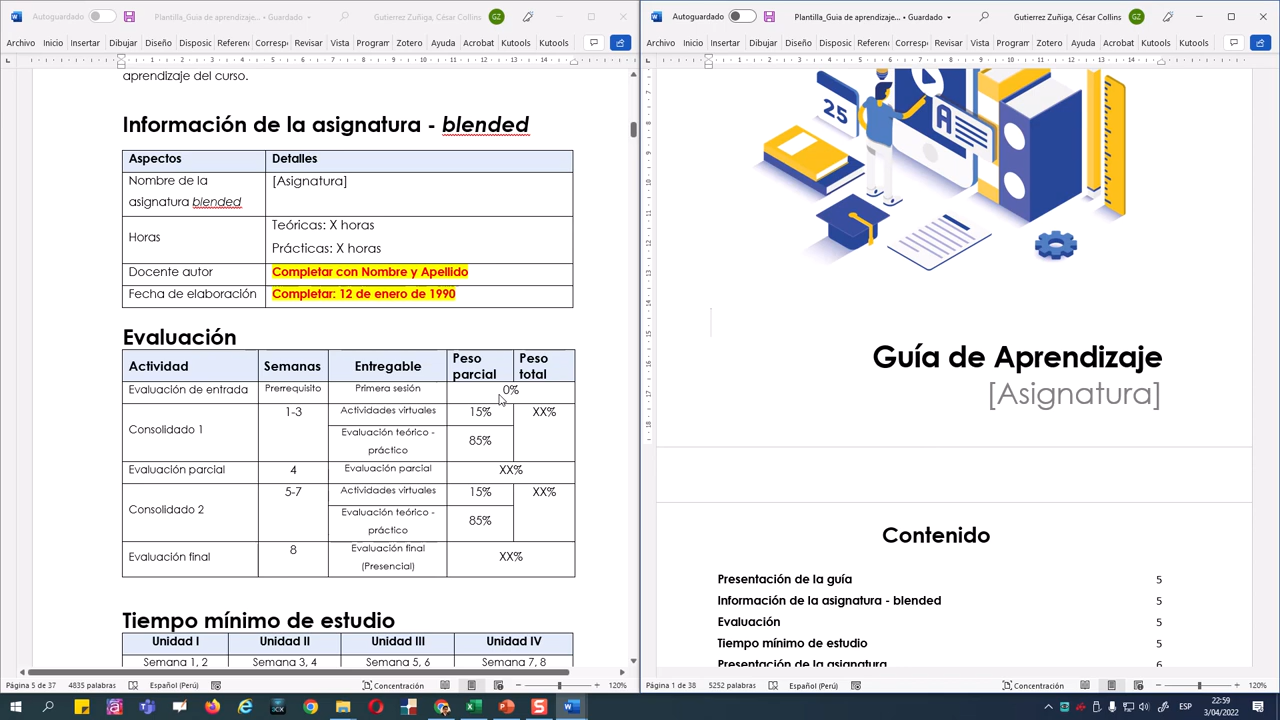 Autoguardado
Plantilla_Guia de aprendizaje... • Guardado
Gutierrez Zuñiga, César Collins
GZ
Archivo Inicio Insertar Dibujar Diseño Disposic Referenc Corresp Revisar Vista Program Zotero Ayuda Acrobat Kutools Kutools
aprendizaje del curso.
Información de la asignatura - blended
Aspectos Detalles
Nombre de la asignatura blended [Asignatura]
Horas
Teóricas: X horas
Prácticas: X horas
Docente autor Completar con Nombre y Apellido
Fecha de elaboración Completar: 12 de enero de 1990
Evaluación
Actividad Semanas Entregable Peso parcial Peso total
Evaluación de entrada Prerrequisito Primera sesión 0%
Consolidado 1 1-3 Actividades virtuales 15% XX%
Evaluación teórico - práctico 85%
Evaluación parcial 4 Evaluación parcial XX%
Consolidado 2 5-7 Actividades virtuales 15% XX%
Evaluación teórico - práctico 85%
Evaluación final 8 Evaluación final (Presencial) XX%
Tiempo mínimo de estudio
Unidad I Unidad II Unidad III Unidad IV
Semana 1, 2 Semana 3, 4 Semana 5, 6 Semana 7, 8
Página 5 de 37 4835 palabras Español (Perú) Concentración 120%
Autoguardado
Plantilla_Guia de aprendizaje... • Guardado
Gutierrez Zuñiga, César Collins
GZ
Archivo Inicio Insertar Dibujar Diseño Disposic Referenc Corresp Revisar Vista Program Zotero Ayuda Acrobat Kutools Kutools
25
A
Guía de Aprendizaje
[Asignatura]
Contenido
Presentación de la guía 5
Información de la asignatura - blended 5
Evaluación 5
Tiempo mínimo de estudio 5
Presentación de la asignatura 6
Página 1 de 38 5252 palabras Español (Perú) Concentración 120%
ESP
22:59
3/04/2022